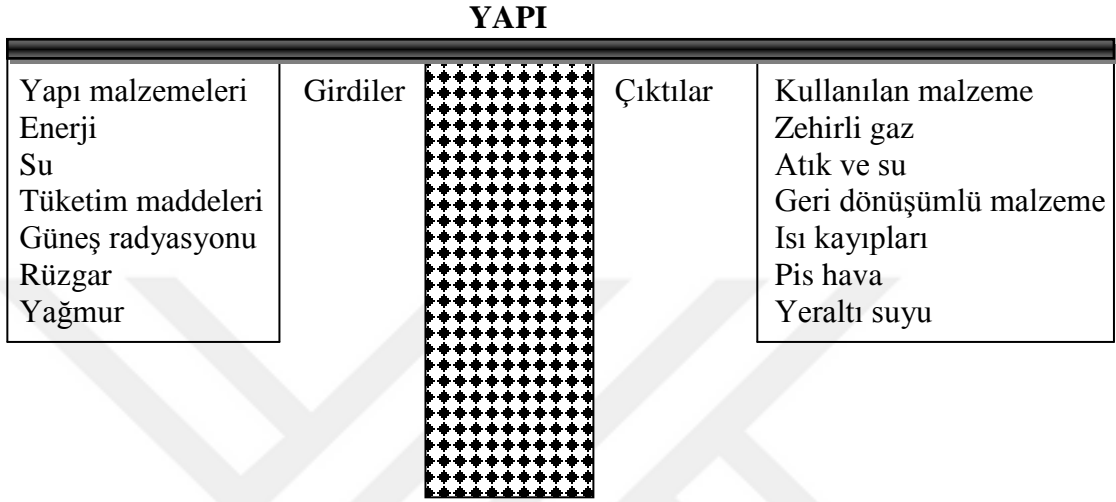 YAPI
Yapı malzemeleri
Enerji
Su
Tüketim maddeleri
Güneş radyasyonu
Rüzgar
Yağmur
Girdiler
Çıktılar
Kullanılan malzeme
Zehirli gaz
Atık ve su
Geri dönüşümlü malzeme
Isı kayıpları
Pis hava
Yeraltı suyu